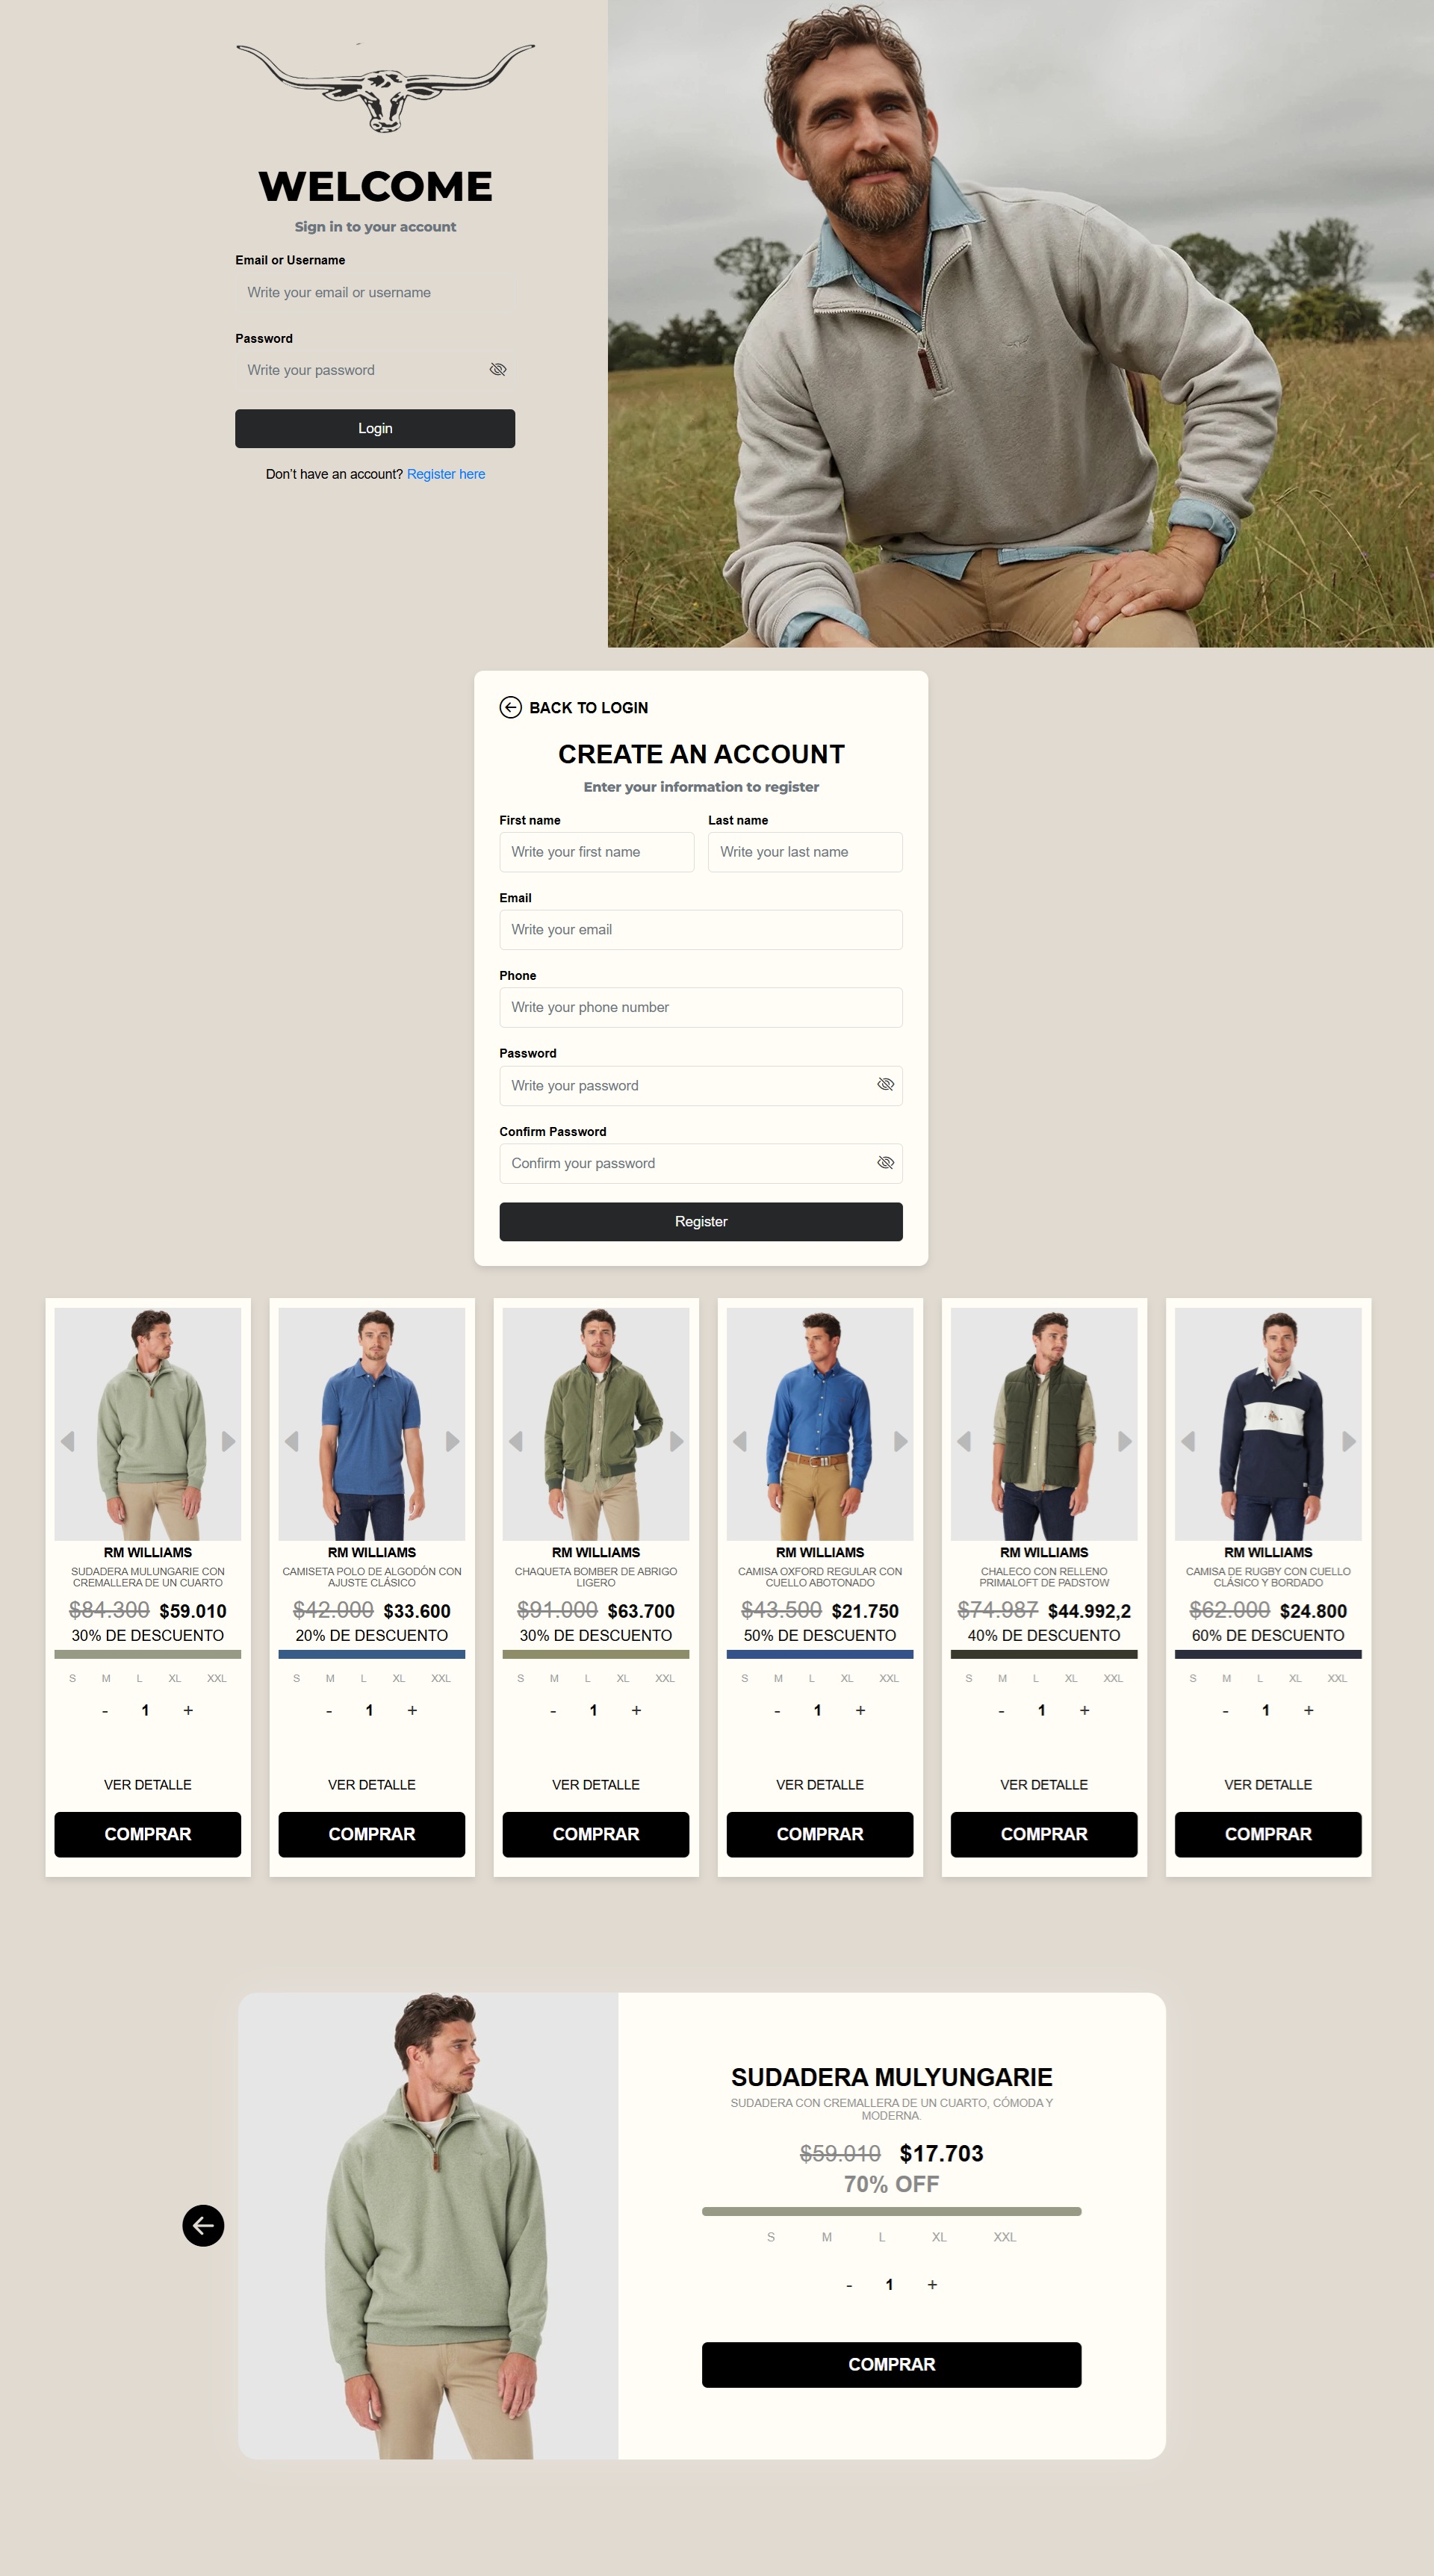 WELCOME
Sign in to your account
Email or Username
Write your email or username
Password
Write your password
Login
Don't have an account? Register here
BACK TO LOGIN
CREATE AN ACCOUNT
Enter your information to register
First name
Last name
Write your first name
Write your last name
Email
Write your email
Phone
Write your phone number
Password
Write your password
Confirm Password
Confirm your password
Register
RM WILLIAMS
SUDADERA MULUNGARIE CON
CREMALLERA DE UN CUARTO
$84.300 $59.010
30% DE DESCUENTO
S M L XL XXL
- 1 +
VER DETALLE
COMPRAR
RM WILLIAMS
CAMISETA POLO DE ALGODÓN CON
AJUSTE CLÁSICO
$42.000 $33.600
20% DE DESCUENTO
S M L XL XXL
- 1 +
VER DETALLE
COMPRAR
RM WILLIAMS
CHAQUETA BOMBER DE ABRIGO
LIGERO
$91.000 $63.700
30% DE DESCUENTO
S M L XL XXL
- 1 +
VER DETALLE
COMPRAR
RM WILLIAMS
CAMISA OXFORD REGULAR CON
CUELLO ABOTONADO
$43.500 $21.750
50% DE DESCUENTO
S M L XL XXL
- 1 +
VER DETALLE
COMPRAR
RM WILLIAMS
CHALECO CON RELLENO
PRIMALOFT DE PADSTOW
$74.987 $44.992,2
40% DE DESCUENTO
S M L XL XXL
- 1 +
VER DETALLE
COMPRAR
RM WILLIAMS
CAMISA DE RUGBY CON CUELLO
CLÁSICO Y BORDADO
$62.000 $24.800
60% DE DESCUENTO
S M L XL XXL
- 1 +
VER DETALLE
COMPRAR
SUDADERA MULYUNGARIE
SUDADERA CON CREMALLERA DE UN CUARTO, CÓMODA Y
MODERNA.
$59.010 $17.703
70% OFF
S M L XL XXL
- 1 +
COMPRAR